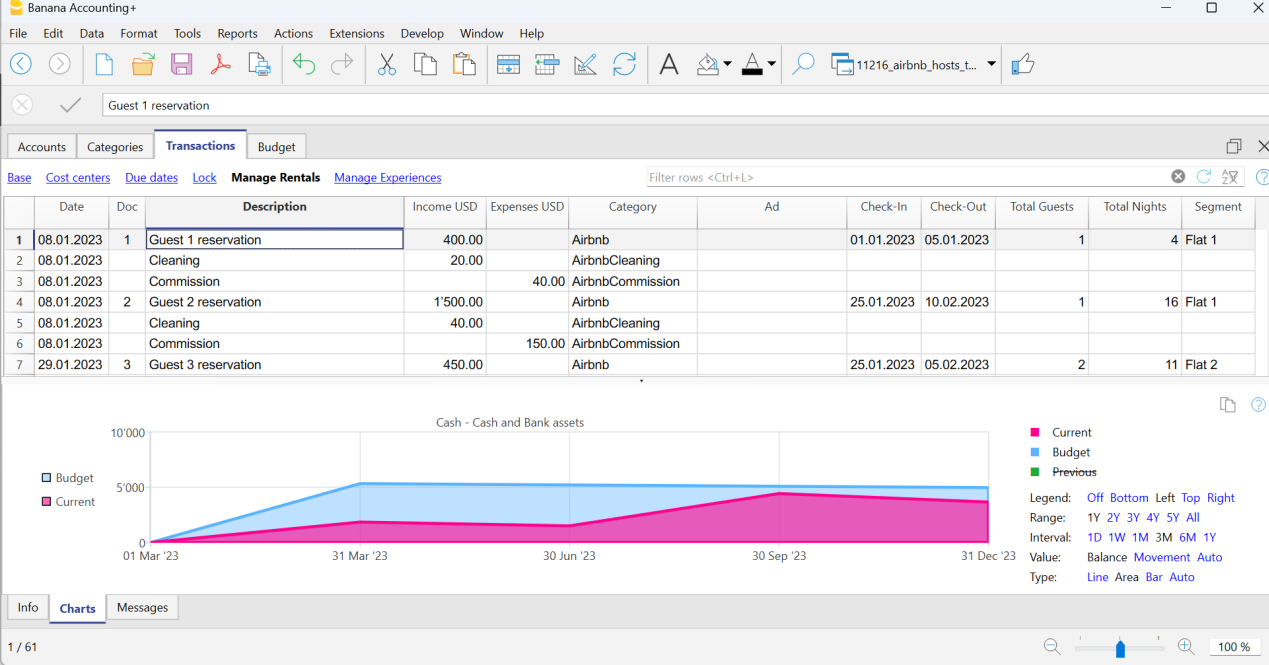 Banana Accounting+
File Edit Data Format Tools Reports Actions Extensions Develop Window Help
A A 11216_airbnb_hosts_t...
Guest 1 reservation
Accounts Categories Transactions Budget
Base Cost centers Due dates Lock Manage Rentals Manage Experiences Filter rows <Ctrl+L>
Date Doc Description Income USD Expenses USD Category Ad Check-In Check-Out Total Guests Total Nights Segment
1 08.01.2023 1 Guest 1 reservation 400.00 Airbnb 01.01.2023 05.01.2023 1 4 Flat 1
2 08.01.2023 Cleaning 20.00 AirbnbCleaning
3 08.01.2023 Commission 40.00 AirbnbCommission
4 08.01.2023 2 Guest 2 reservation 1'500.00 Airbnb 25.01.2023 10.02.2023 1 16 Flat 1
5 08.01.2023 Cleaning 40.00 AirbnbCleaning
6 08.01.2023 Commission 150.00 AirbnbCommission
7 29.01.2023 3 Guest 3 reservation 450.00 Airbnb 25.01.2023 05.02.2023 2 11 Flat 2
Cash - Cash and Bank assets
10'000
5'000
0
01 Mar '23 31 Mar '23 30 Jun '23 30 Sep '23 31 Dec '23
Budget
Current
Current
Budget
Previous
Legend: Off Bottom Left Top Right
Range: 1Y 2Y 3Y 4Y 5Y All
Interval: 1D 1W 1M 3M 6M 1Y
Value: Balance Movement Auto
Type: Line Area Bar Auto
Info Charts Messages
1 / 61 100 %